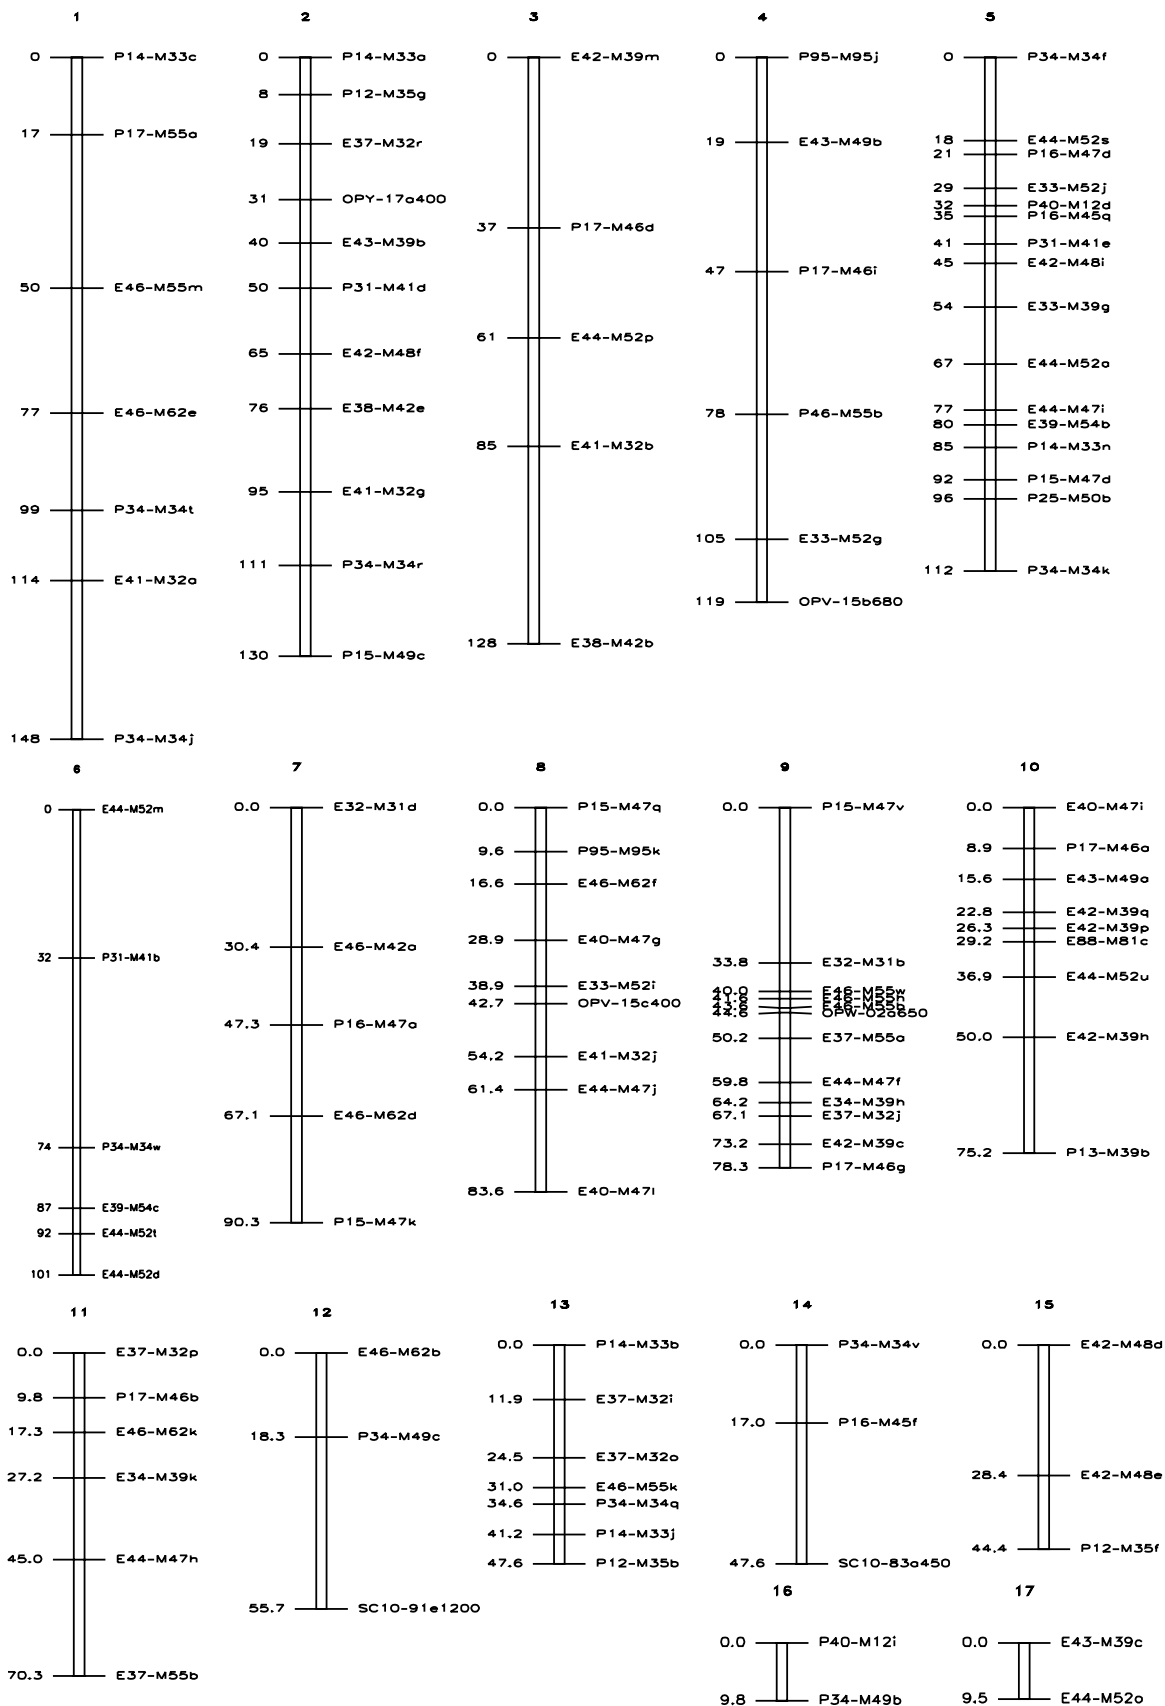 1
0 P14-M33c
17 P17-M55a
50 E46-M55m
77 E46-M62e
99 P34-M34t
114 E41-M32a
148 P34-M34j
2
0 P14-M33a
8 P12-M35g
19 E37-M32r
31 OPY-17a400
40 E43-M39b
50 P31-M41d
65 E42-M48f
76 E38-M42e
95 E41-M32g
111 P34-M34r
130 P15-M49c
3
0 E42-M39m
37 P17-M46d
61 E44-M52p
85 E41-M32b
128 E38-M42b
4
0 P95-M95j
19 E43-M49b
47 P17-M46i
78 P46-M55b
105 E33-M52g
119 OPV-15b680
5
0 P34-M34f
18 E44-M52s
21 P16-M47d
29 E33-M52j
32 P40-M12d
35 P16-M45q
41 P31-M41e
45 E42-M48i
54 E33-M39g
67 E44-M52a
77 E44-M47i
80 E39-M54b
85 P14-M33n
92 P15-M47d
96 P25-M50b
112 P34-M34k
6
0 E44-M52m
32 P31-M41b
74 P34-M34w
87 E39-M54c
92 E44-M52t
101 E44-M52d
7
0.0 E32-M31d
30.4 E46-M42a
47.3 P16-M47a
67.1 E46-M62d
90.3 P15-M47k
8
0.0 P15-M47q
9.6 P95-M95k
16.6 E46-M62f
28.9 E40-M47g
38.9 E33-M52i
42.7 OPV-15c400
54.2 E41-M32j
61.4 E44-M47j
83.6 E40-M47l
9
0.0 P15-M47v
33.8 E32-M31b
40.0 E46-M55w
41.6 E46-M55n
43.6 E46-M55b
44.6 OPW-02a650
50.2 E37-M55a
59.8 E44-M47f
64.2 E34-M39h
67.1 E37-M32j
73.2 E42-M39c
78.3 P17-M46g
10
0.0 E40-M47i
8.9 P17-M46a
15.6 E43-M49a
22.8 E42-M39q
26.3 E42-M39p
29.2 E88-M81c
36.9 E44-M52u
50.0 E42-M39h
75.2 P13-M39b
11
0.0 E37-M32p
9.8 P17-M46b
17.3 E46-M62k
27.2 E34-M39k
45.0 E44-M47h
70.3 E37-M55b
12
0.0 E46-M62b
18.3 P34-M49c
55.7 SC10-91e1200
13
0.0 P14-M33b
11.9 E37-M32i
24.5 E37-M32o
31.0 E46-M55k
34.6 P34-M34q
41.2 P14-M33j
47.6 P12-M35b
14
0.0 P34-M34v
17.0 P16-M45f
47.6 SC10-83a450
15
0.0 E42-M48d
28.4 E42-M48e
44.4 P12-M35f
16
0.0 P40-M12i
9.8 P34-M49b
17
0.0 E43-M39c
9.5 E44-M52o